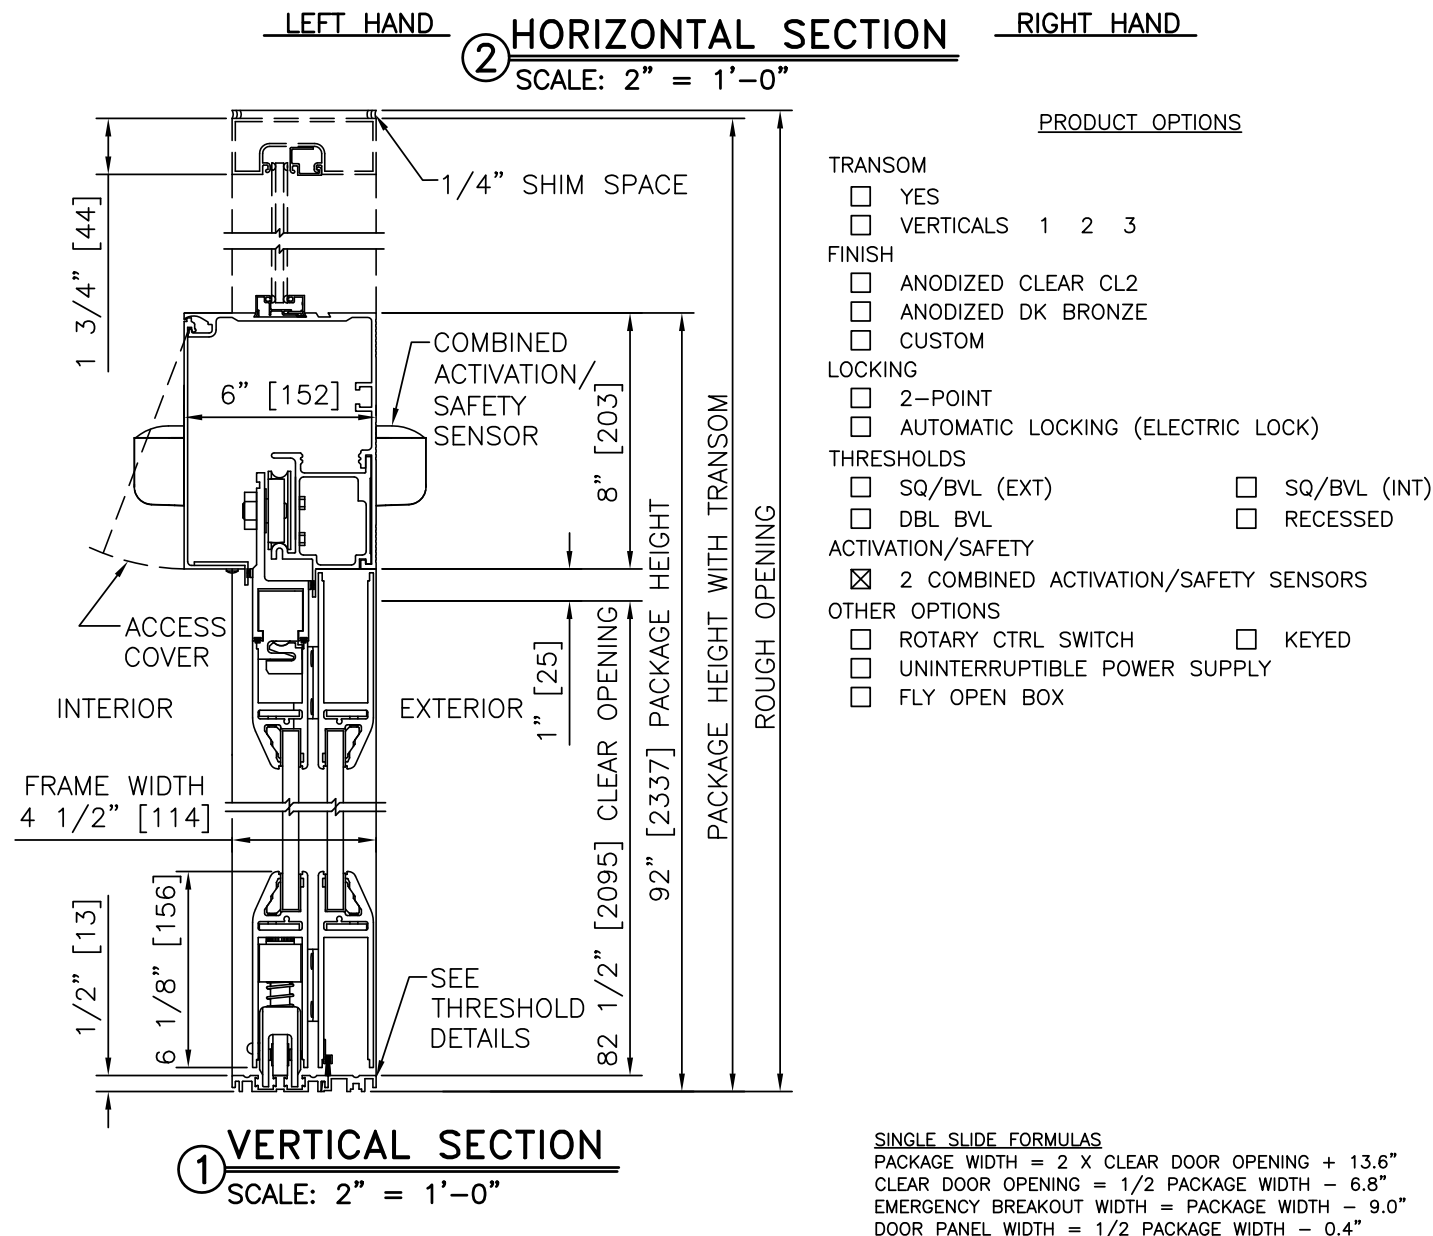 LEFT HAND
2 HORIZONTAL SECTION
SCALE: 2" = 1'-0"
RIGHT HAND
1 3/4" [44]
1/4" SHIM SPACE
6" [152]
COMBINED
ACTIVATION/
SAFETY
SENSOR
8" [203]
ACCESS
COVER
INTERIOR
EXTERIOR
1" [25]
FRAME WIDTH
4 1/2" [114]
1/2" [13]
6 1/8" [156]
SEE
THRESHOLD
DETAILS
82 1/2" [2095] CLEAR OPENING
92" [2337] PACKAGE HEIGHT
PACKAGE HEIGHT WITH TRANSOM
ROUGH OPENING
1 VERTICAL SECTION
SCALE: 2" = 1'-0"
PRODUCT OPTIONS
TRANSOM
YES
VERTICALS 1 2 3
FINISH
ANODIZED CLEAR CL2
ANODIZED DK BRONZE
CUSTOM
LOCKING
2-POINT
AUTOMATIC LOCKING (ELECTRIC LOCK)
THRESHOLDS
SQ/BVL (EXT) SQ/BVL (INT)
DBL BVL RECESSED
ACTIVATION/SAFETY
2 COMBINED ACTIVATION/SAFETY SENSORS
OTHER OPTIONS
ROTARY CTRL SWITCH KEYED
UNINTERRUPTIBLE POWER SUPPLY
FLY OPEN BOX
SINGLE SLIDE FORMULAS
PACKAGE WIDTH = 2 X CLEAR DOOR OPENING + 13.6"
CLEAR DOOR OPENING = 1/2 PACKAGE WIDTH - 6.8"
EMERGENCY BREAKOUT WIDTH = PACKAGE WIDTH - 9.0"
DOOR PANEL WIDTH = 1/2 PACKAGE WIDTH - 0.4"